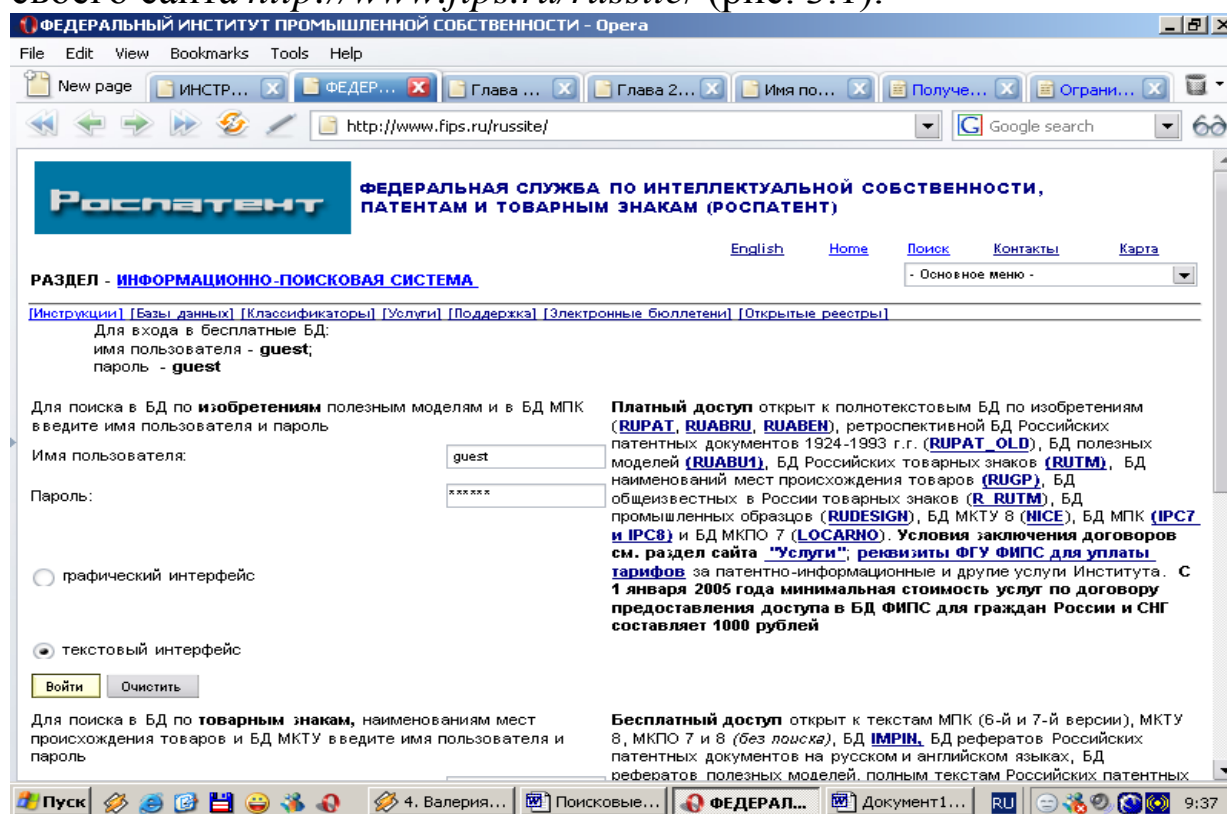 своего сайта http://www.fips.ru/russite/ (рис. 3.1).
ФЕДЕРАЛЬНЫЙ ИНСТИТУТ ПРОМЫШЛЕННОЙ СОБСТВЕННОСТИ - Opera
File Edit View Bookmarks Tools Help
New page ИНСТР... ФЕДЕР... Глава ... Глава 2... Имя по... Получе... Ограни...
http://www.fips.ru/russite/ Google search
Роспатент
ФЕДЕРАЛЬНАЯ СЛУЖБА ПО ИНТЕЛЛЕКТУАЛЬНОЙ СОБСТВЕННОСТИ,
ПАТЕНТАМ И ТОВАРНЫМ ЗНАКАМ (РОСПАТЕНТ)
English Home Поиск Контакты Карта
РАЗДЕЛ - ИНФОРМАЦИОННО-ПОИСКОВАЯ СИСТЕМА
- Основное меню -
[Инструкции] [Базы данных] [Классификаторы] [Услуги] [Поддержка] [Электронные бюллетени] [Открытые реестры]
Для входа в бесплатные БД:
имя пользователя - guest;
пароль - guest
Для поиска в БД по изобретениям полезным моделям и в БД МПК
введите имя пользователя и пароль
Имя пользователя: guest
Пароль: ******
графический интерфейс
текстовый интерфейс
Войти Очистить
Платный доступ открыт к полнотекстовым БД по изобретениям
(RUPAT, RUABRU, RUABEN), ретроспективной БД Российских
патентных документов 1924-1993 г.г. (RUPAT_OLD), БД полезных
моделей (RUABU1), БД Российских товарных знаков (RUTM), БД
наименований мест происхождения товаров (RUGP), БД
общеизвестных в России товарных знаков (R_RUTM), БД
промышленных образцов (RUDESIGN), БД МКТУ 8 (NICE), БД МПК (IPC7
и IPC8) и БД МКПО 7 (LOCARNO). Условия заключения договоров
см. раздел сайта "Услуги"; реквизиты ФГУ ФИПС для уплаты
тарифов за патентно-информационные и другие услуги Института. С
1 января 2005 года минимальная стоимость услуг по договору
предоставления доступа в БД ФИПС для граждан России и СНГ
составляет 1000 рублей
Для поиска в БД по товарным знакам, наименованиям мест
происхождения товаров и БД МКТУ введите имя пользователя и
пароль
Бесплатный доступ открыт к текстам МПК (6-й и 7-й версии), МКТУ
8, МКПО 7 и 8 (без поиска), БД IMPIN, БД рефератов Российских
патентных документов на русском и английском языках, БД
рефератов полезных моделей, полным текстам Российских патентных
Пуск 4. Валерия... Поисковые... ФЕДЕРАЛ... Документ1... RU 9:37